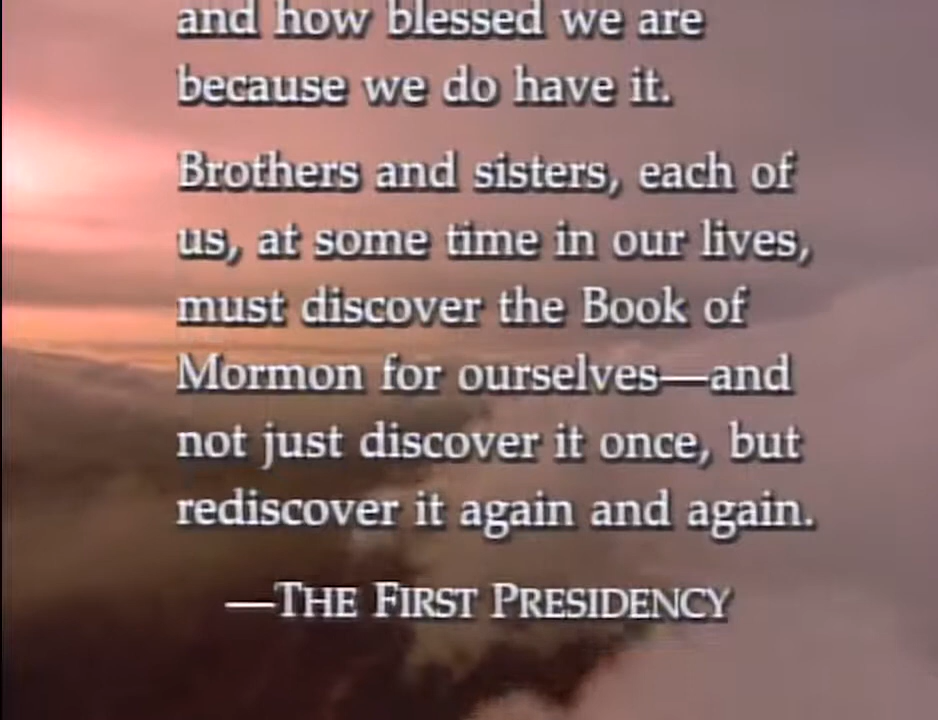 and how blessed we are
because we do have it.
Brothers and sisters, each of
us, at some time in our lives,
must discover the Book of
Mormon for ourselves—and
not just discover it once, but
rediscover it again and again.
—THE FIRST PRESIDENCY